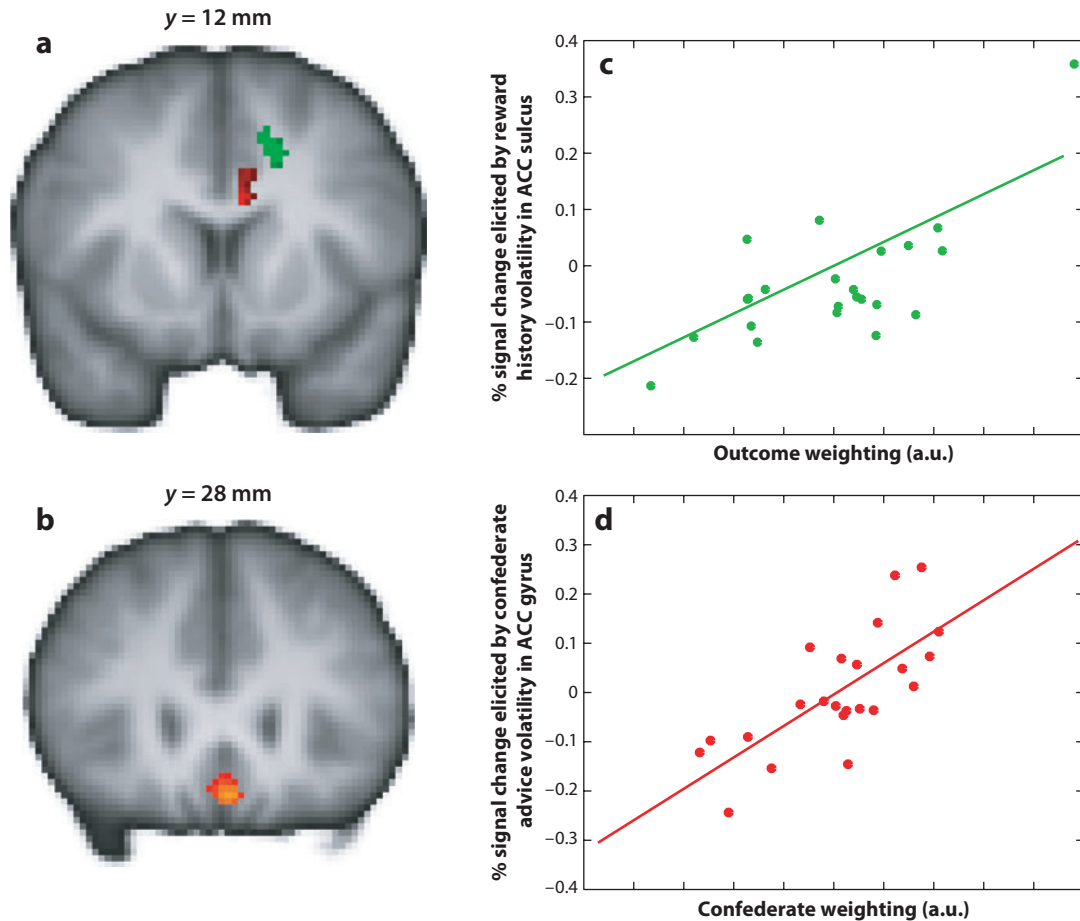 y = 12 mm
a
y = 28 mm
b
c
% signal change elicited by reward
history volatility in ACC sulcus
0.4
0.3
0.1
0
−0.1
−0.2
Outcome weighting (a.u.)
d
% signal change elicited by confederate
advice volatility in ACC gyrus
0.4
0.3
0.2
0.1
0
−0.1
−0.2
−0.3
−0.4
Confederate weighting (a.u.)